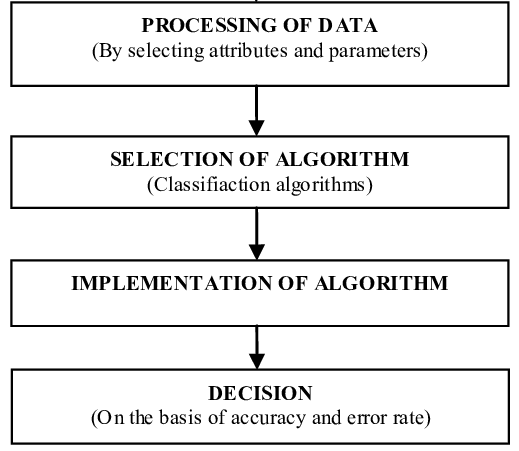 PROCESSING OF DATA
(By selecting attributes and parameters)
SELECTION OF ALGORITHM
(Classifiaction algorithms)
IMPLEMENTATION OF ALGORITHM
DECISION
(On the basis of accuracy and error rate)